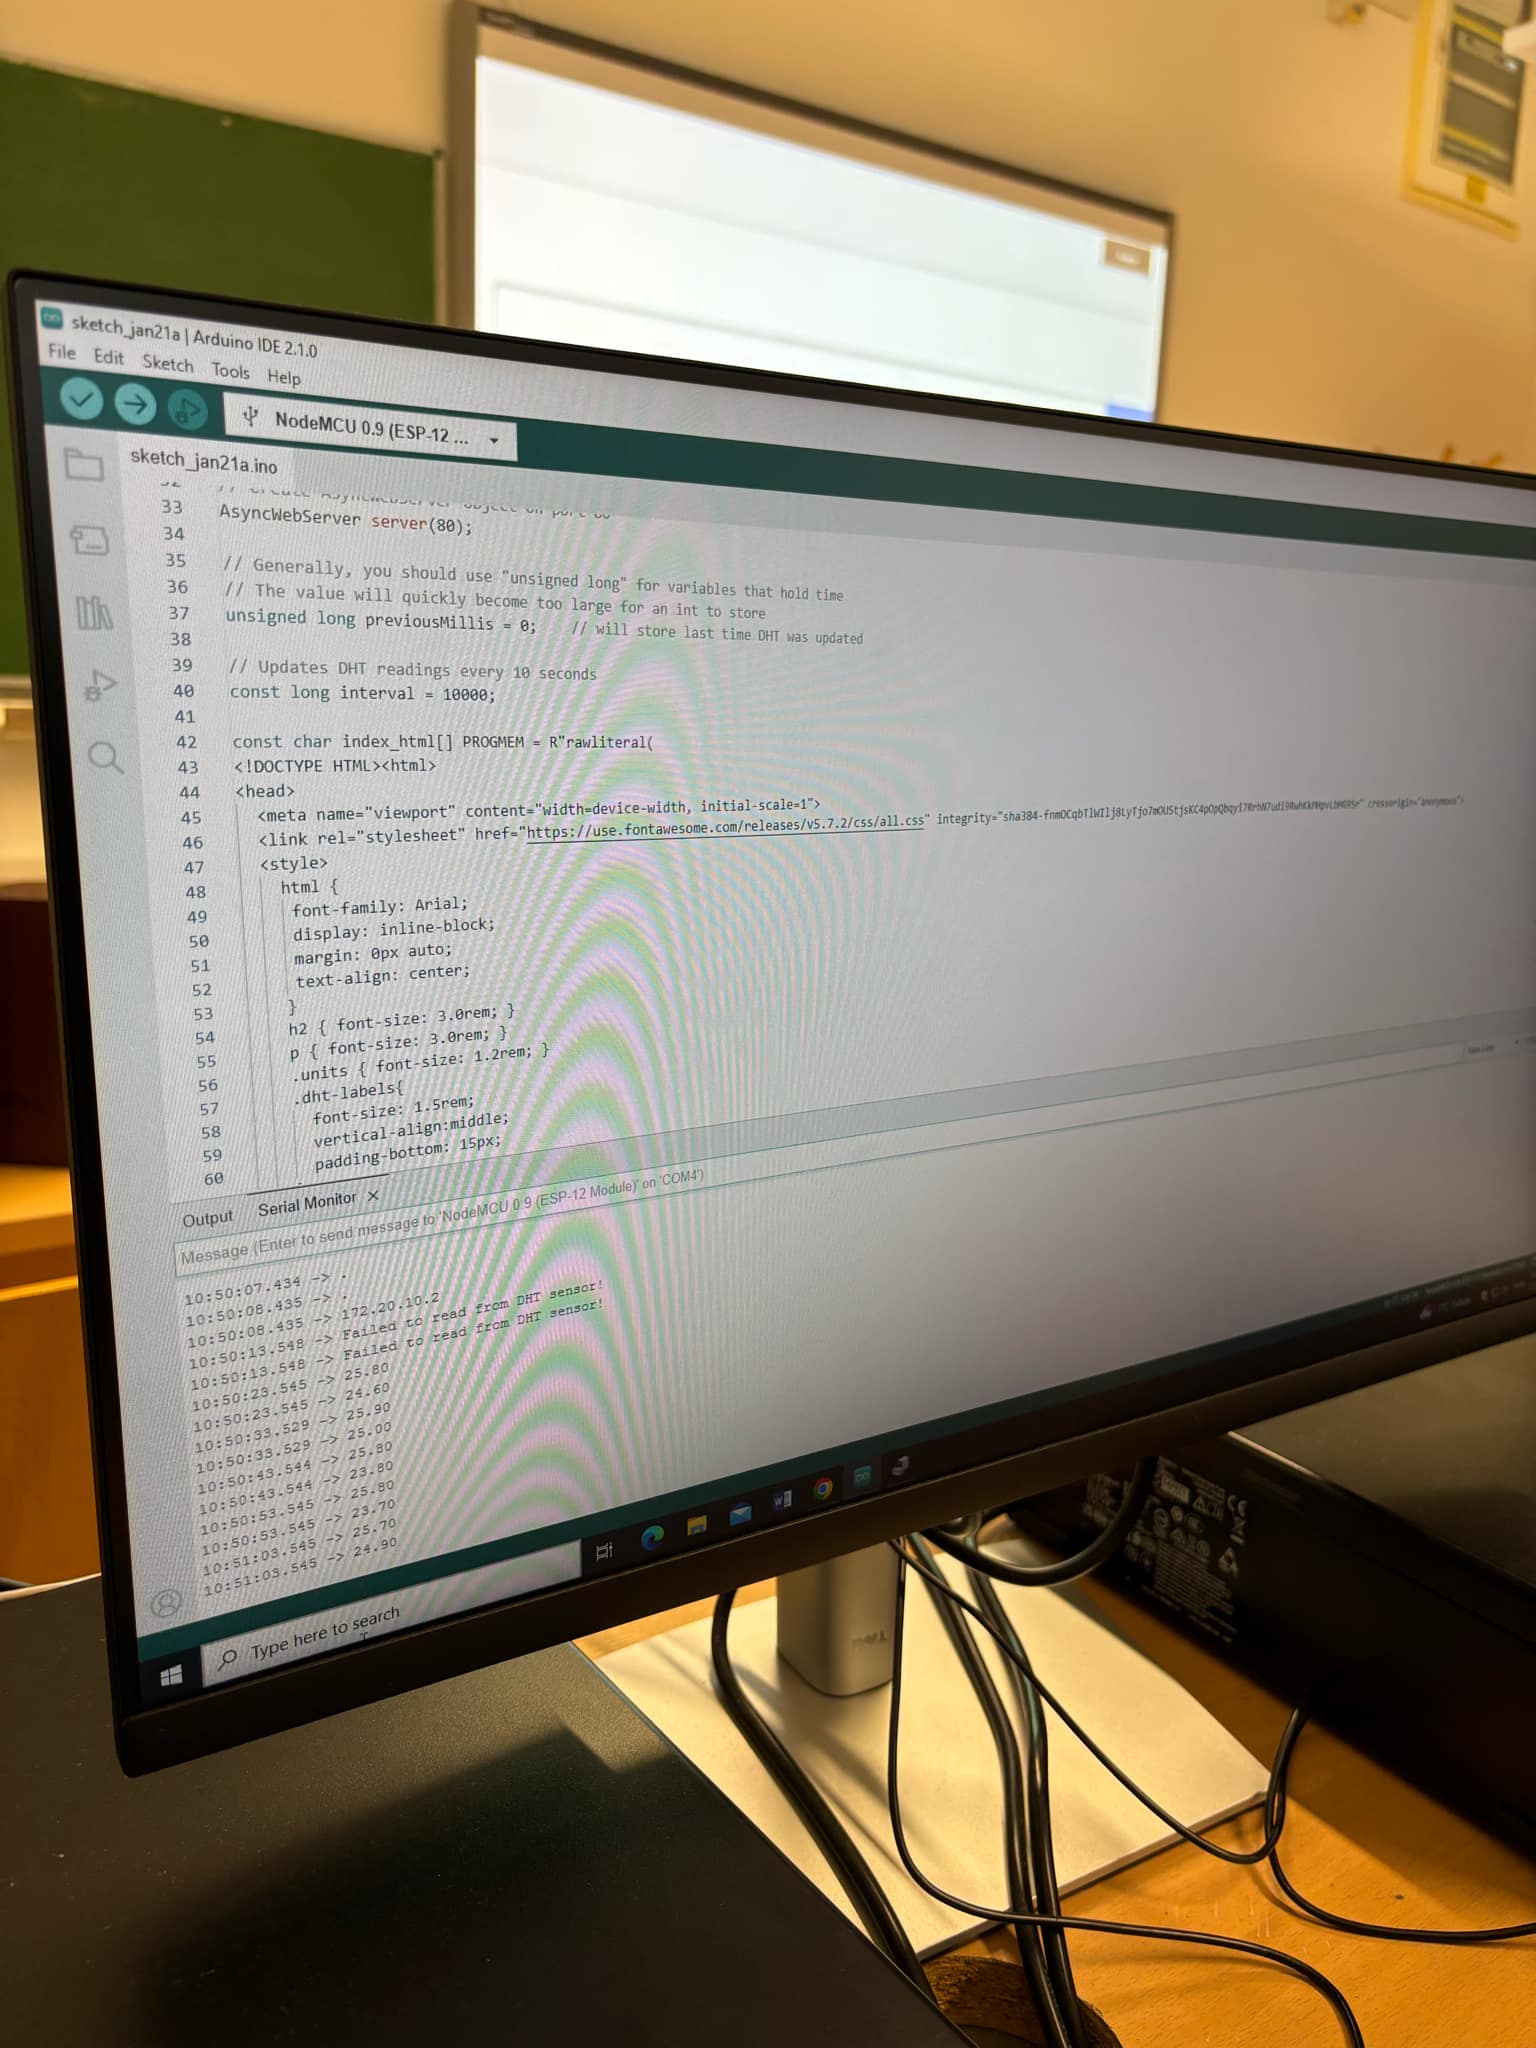 sketch_jan21a | Arduino IDE 2.1.0
File Edit Sketch Tools Help
NodeMCU 0.9 (ESP-12 ...
sketch_jan21a.ino
32 // Create AsyncWebServer object on port 80
33 AsyncWebServer server(80);
34
35 // Generally, you should use "unsigned long" for variables that hold time
36 // The value will quickly become too large for an int to store
37 unsigned long previousMillis = 0; // will store last time DHT was updated
38
39 // Updates DHT readings every 10 seconds
40 const long interval = 10000;
41
42 const char index_html[] PROGMEM = R"rawliteral(
43 <!DOCTYPE HTML><html>
44 <head>
45 <meta name="viewport" content="width=device-width, initial-scale=1">
46 <link rel="stylesheet" href="https://use.fontawesome.com/releases/v5.7.2/css/all.css" crossorigin="anonymous">
47 <style>
48 html {
49 font-family: Arial;
50 display: inline-block;
51 margin: 0px auto;
52 text-align: center;
53 }
54 h2 { font-size: 3.0rem; }
55 p { font-size: 3.0rem; }
56 .units { font-size: 1.2rem; }
57 .dht-labels{
58 font-size: 1.5rem;
59 vertical-align:middle;
60 padding-bottom: 15px;
Output Serial Monitor ×
Message (Enter to send message to 'NodeMCU 0.9 (ESP-12 Module)' on 'COM4')
10:50:07.434 -> .
10:50:08.435 -> .
10:50:08.435 -> 172.20.10.2
10:50:13.548 -> Failed to read from DHT sensor!
10:50:13.548 -> Failed to read from DHT sensor!
10:50:23.545 -> 25.80
10:50:23.545 -> 24.60
10:50:33.529 -> 25.90
10:50:33.529 -> 25.00
10:50:43.544 -> 25.80
10:50:43.544 -> 23.80
10:50:53.545 -> 25.80
10:50:53.545 -> 23.70
10:51:03.545 -> 25.70
10:51:03.545 -> 24.90
Type here to search
DELL